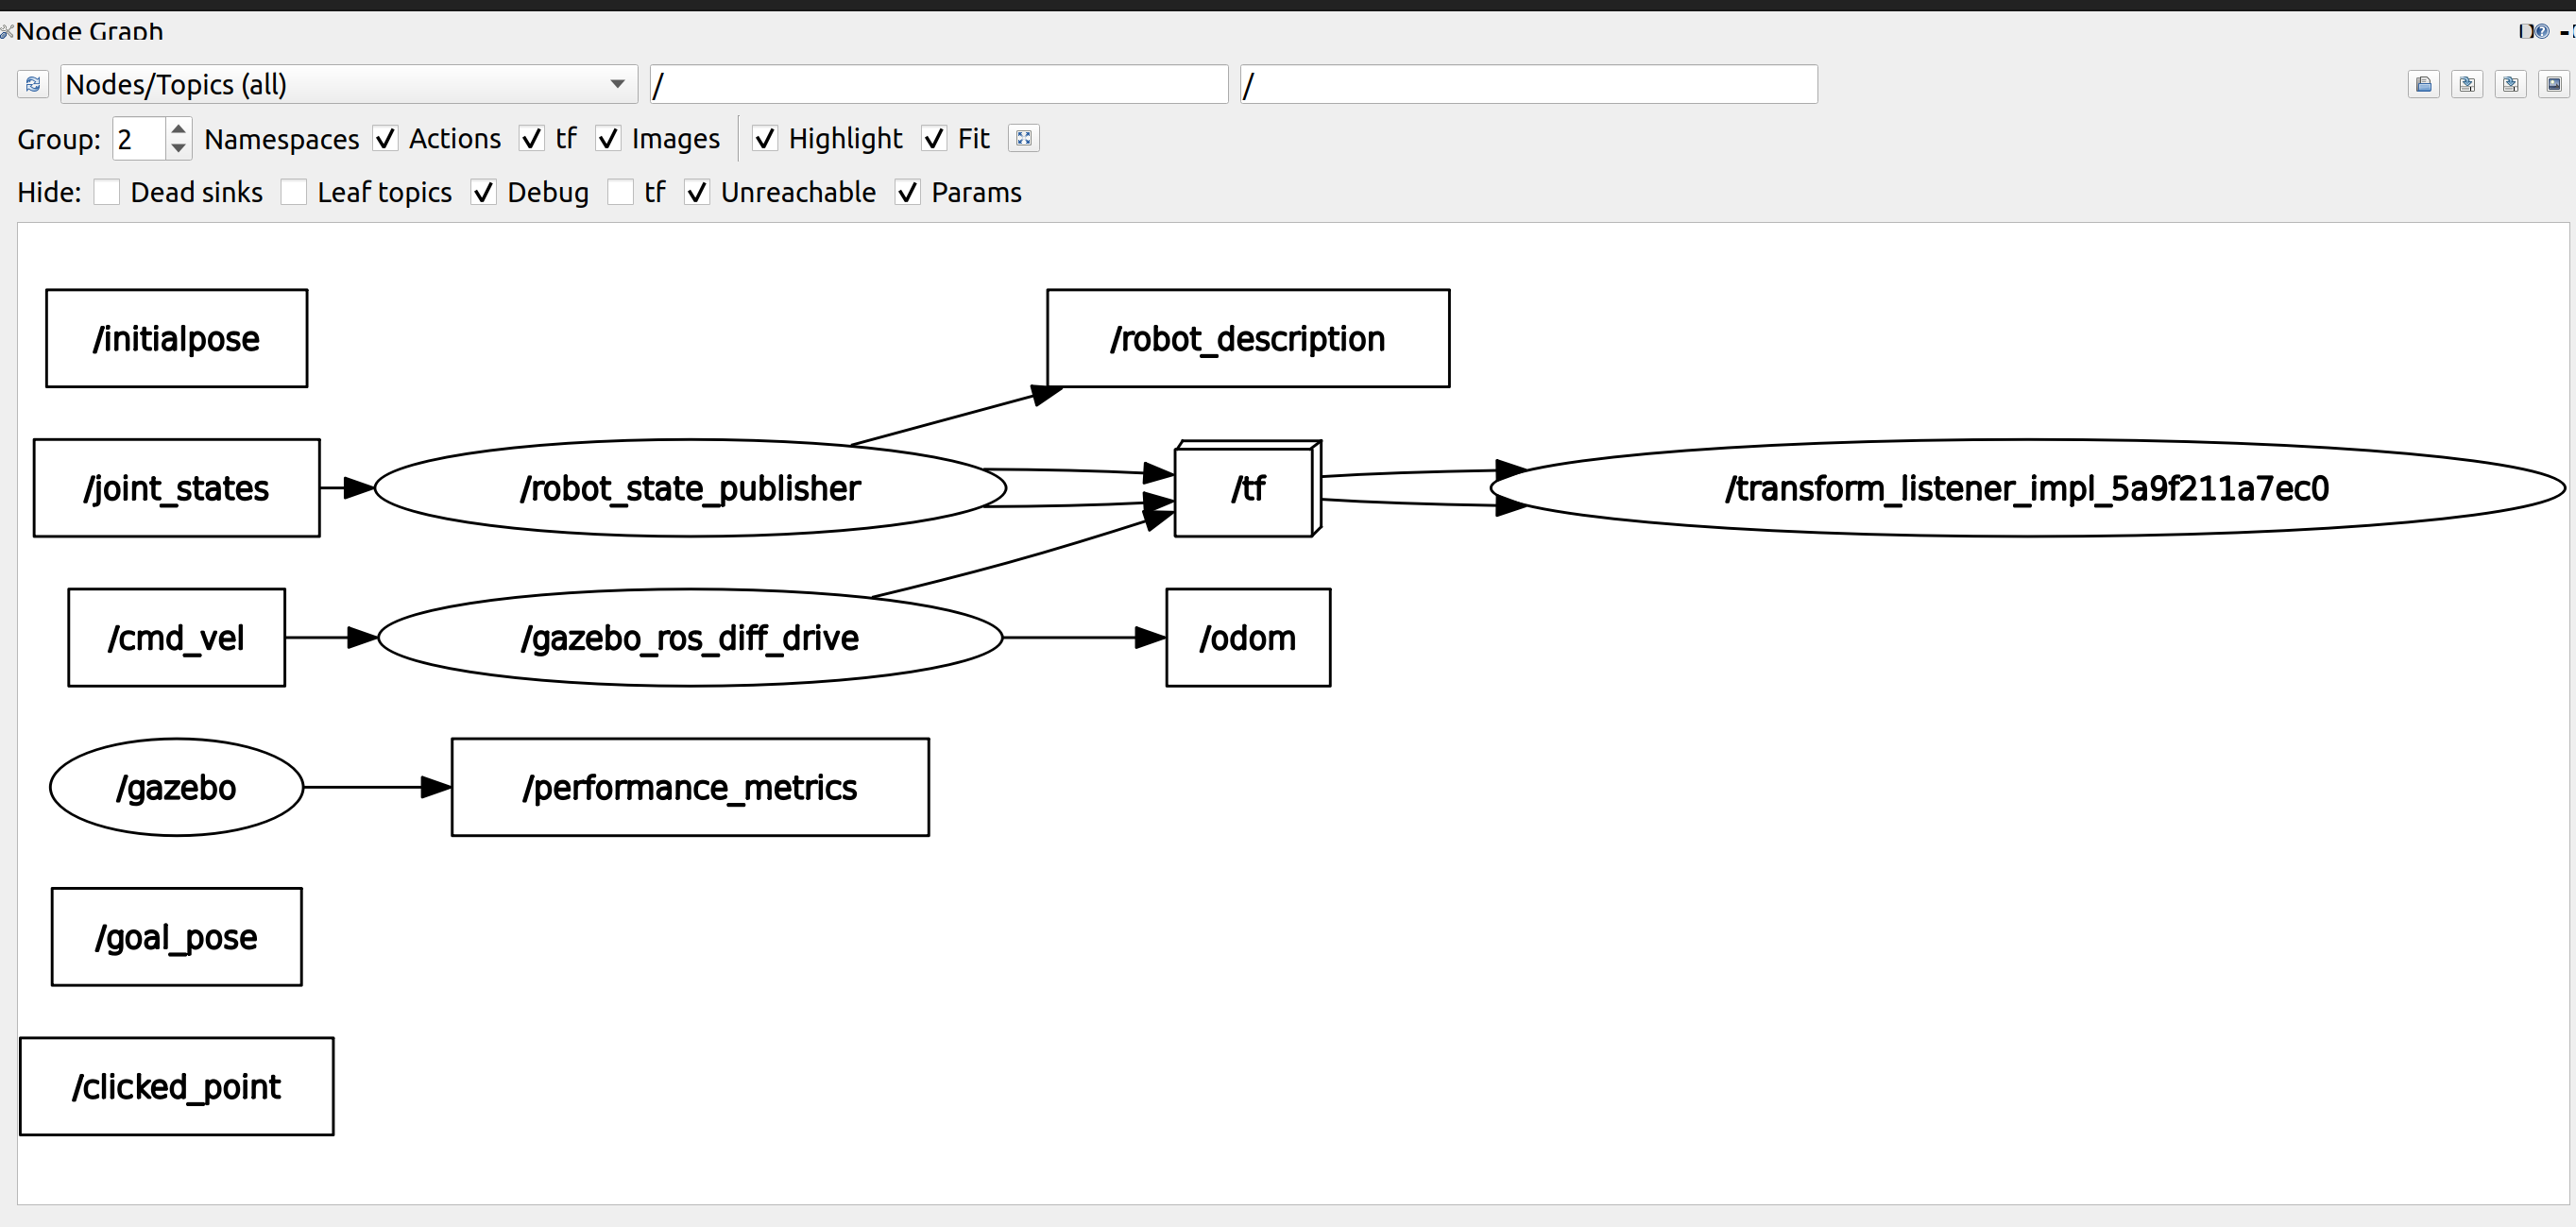 Node Graph
Nodes/Topics (all) / /
Group: 2 Namespaces Actions tf Images Highlight Fit
Hide: Dead sinks Leaf topics Debug tf Unreachable Params
/initialpose
/robot_description
/joint_states
/robot_state_publisher
/tf
/transform_listener_impl_5a9f211a7ec0
/cmd_vel
/gazebo_ros_diff_drive
/odom
/gazebo
/performance_metrics
/goal_pose
/clicked_point